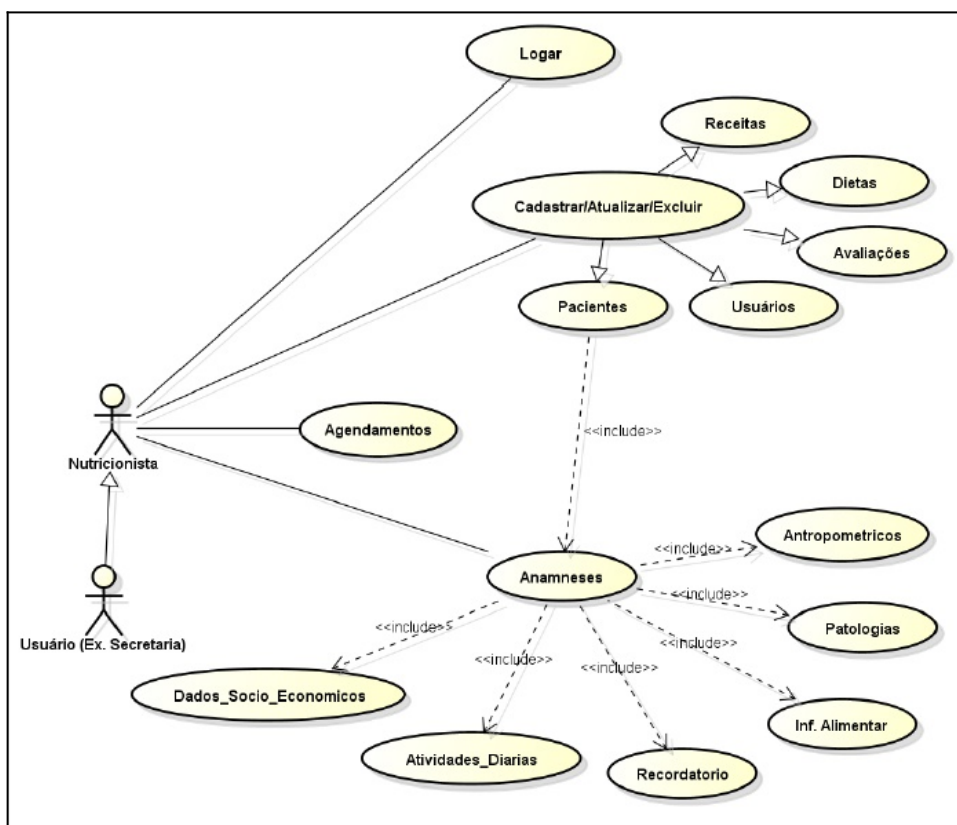 Logar
Receitas
Dietas
Cadastrar/Atualizar/Excluir
Avaliações
Pacientes
Usuários
Agendamentos
<<include>>
Nutricionista
Antropometricos
<<include>>
Anamneses
<<include>>
Patologias
<<include>>
Usuário (Ex. Secretaria)
<<include>>
<<include>>
<<include>>
Dados_Socio_Economicos
Inf. Alimentar
Atividades_Diarias
Recordatorio